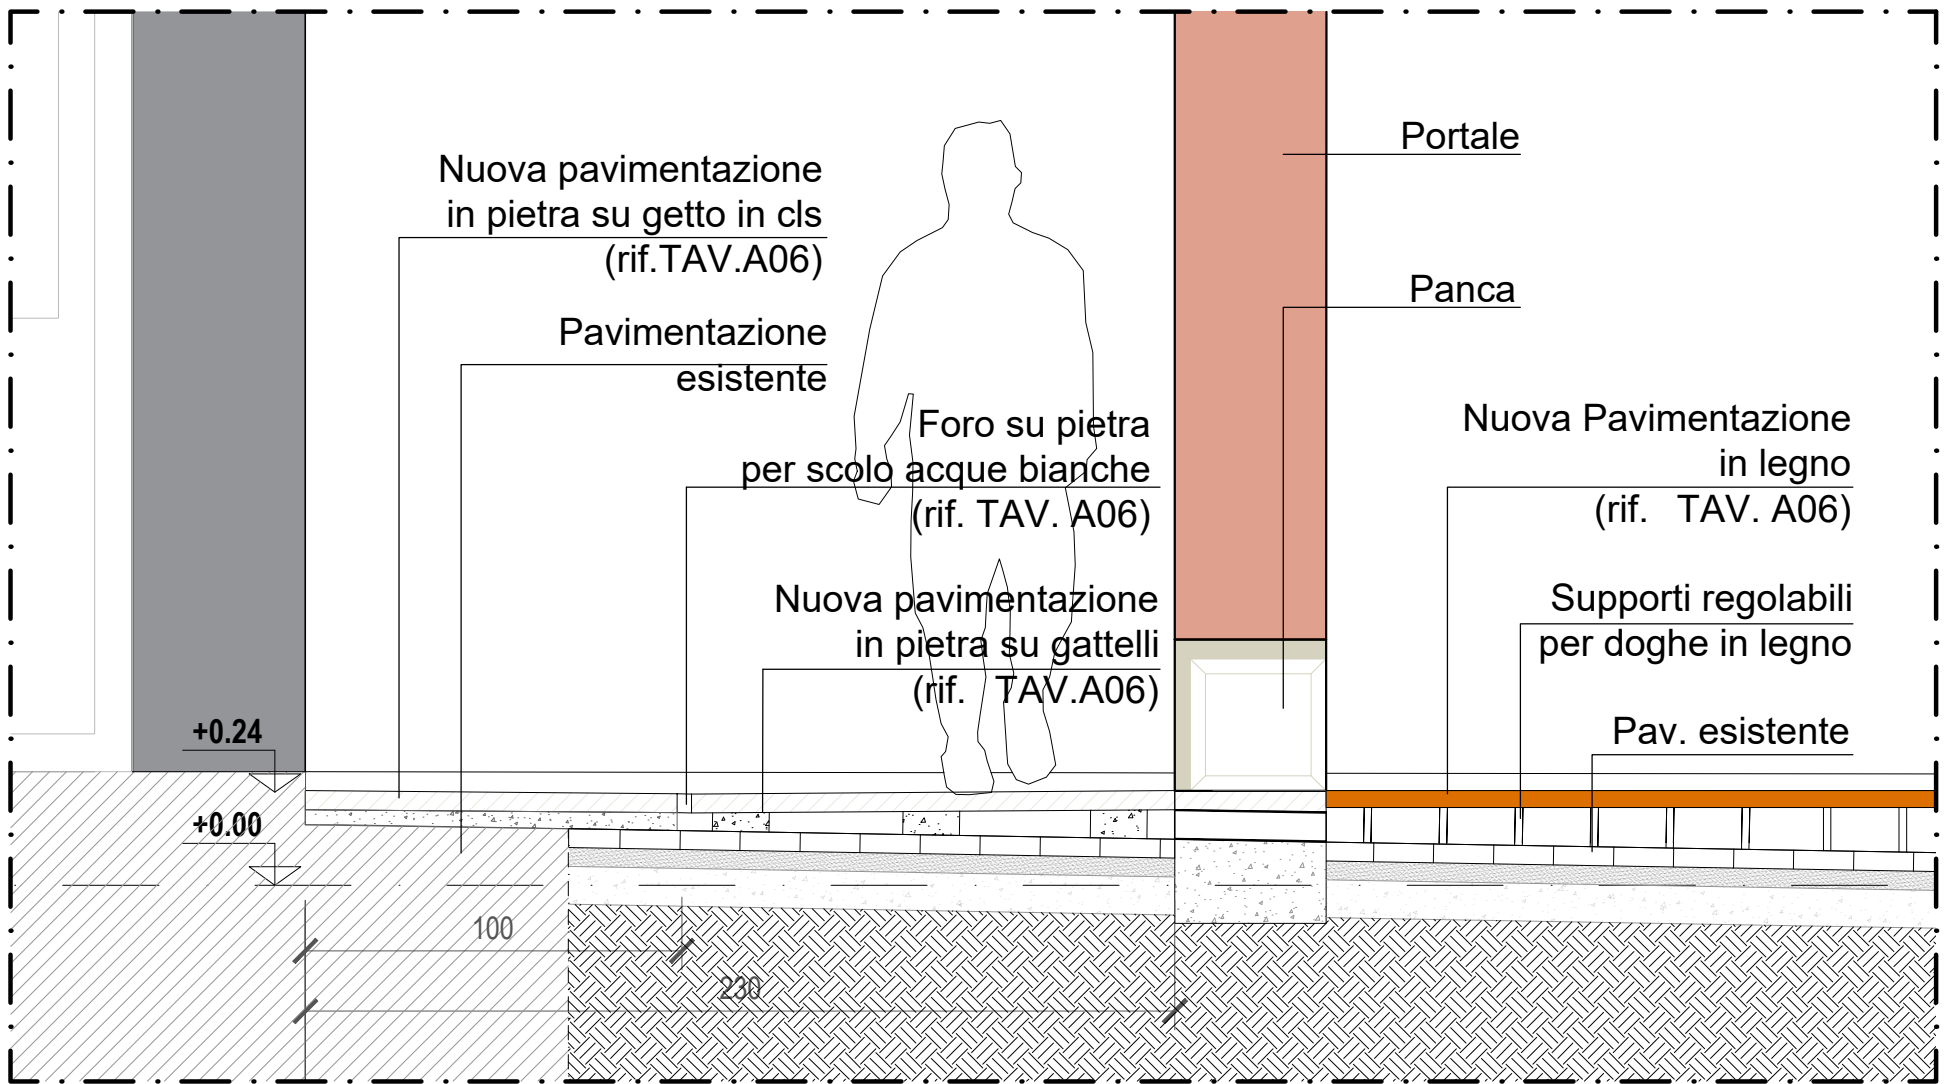 Nuova pavimentazione
in pietra su getto in cls
(rif.TAV.A06)
Pavimentazione
esistente
Foro su pietra
per scolo acque bianche
(rif. TAV. A06)
Nuova pavimentazione
in pietra su gattelli
(rif. TAV.A06)
Portale
Panca
Nuova Pavimentazione
in legno
(rif. TAV. A06)
Supporti regolabili
per doghe in legno
Pav. esistente
+0.24
+0.00
100
230